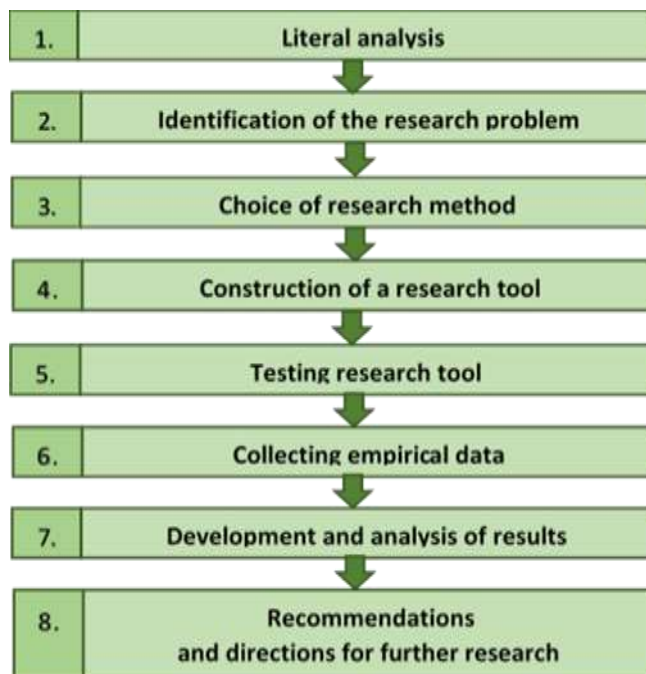 1. Literal analysis
2. Identification of the research problem
3. Choice of research method
4. Construction of a research tool
5. Testing research tool
6. Collecting empirical data
7. Development and analysis of results
8. Recommendations
and directions for further research